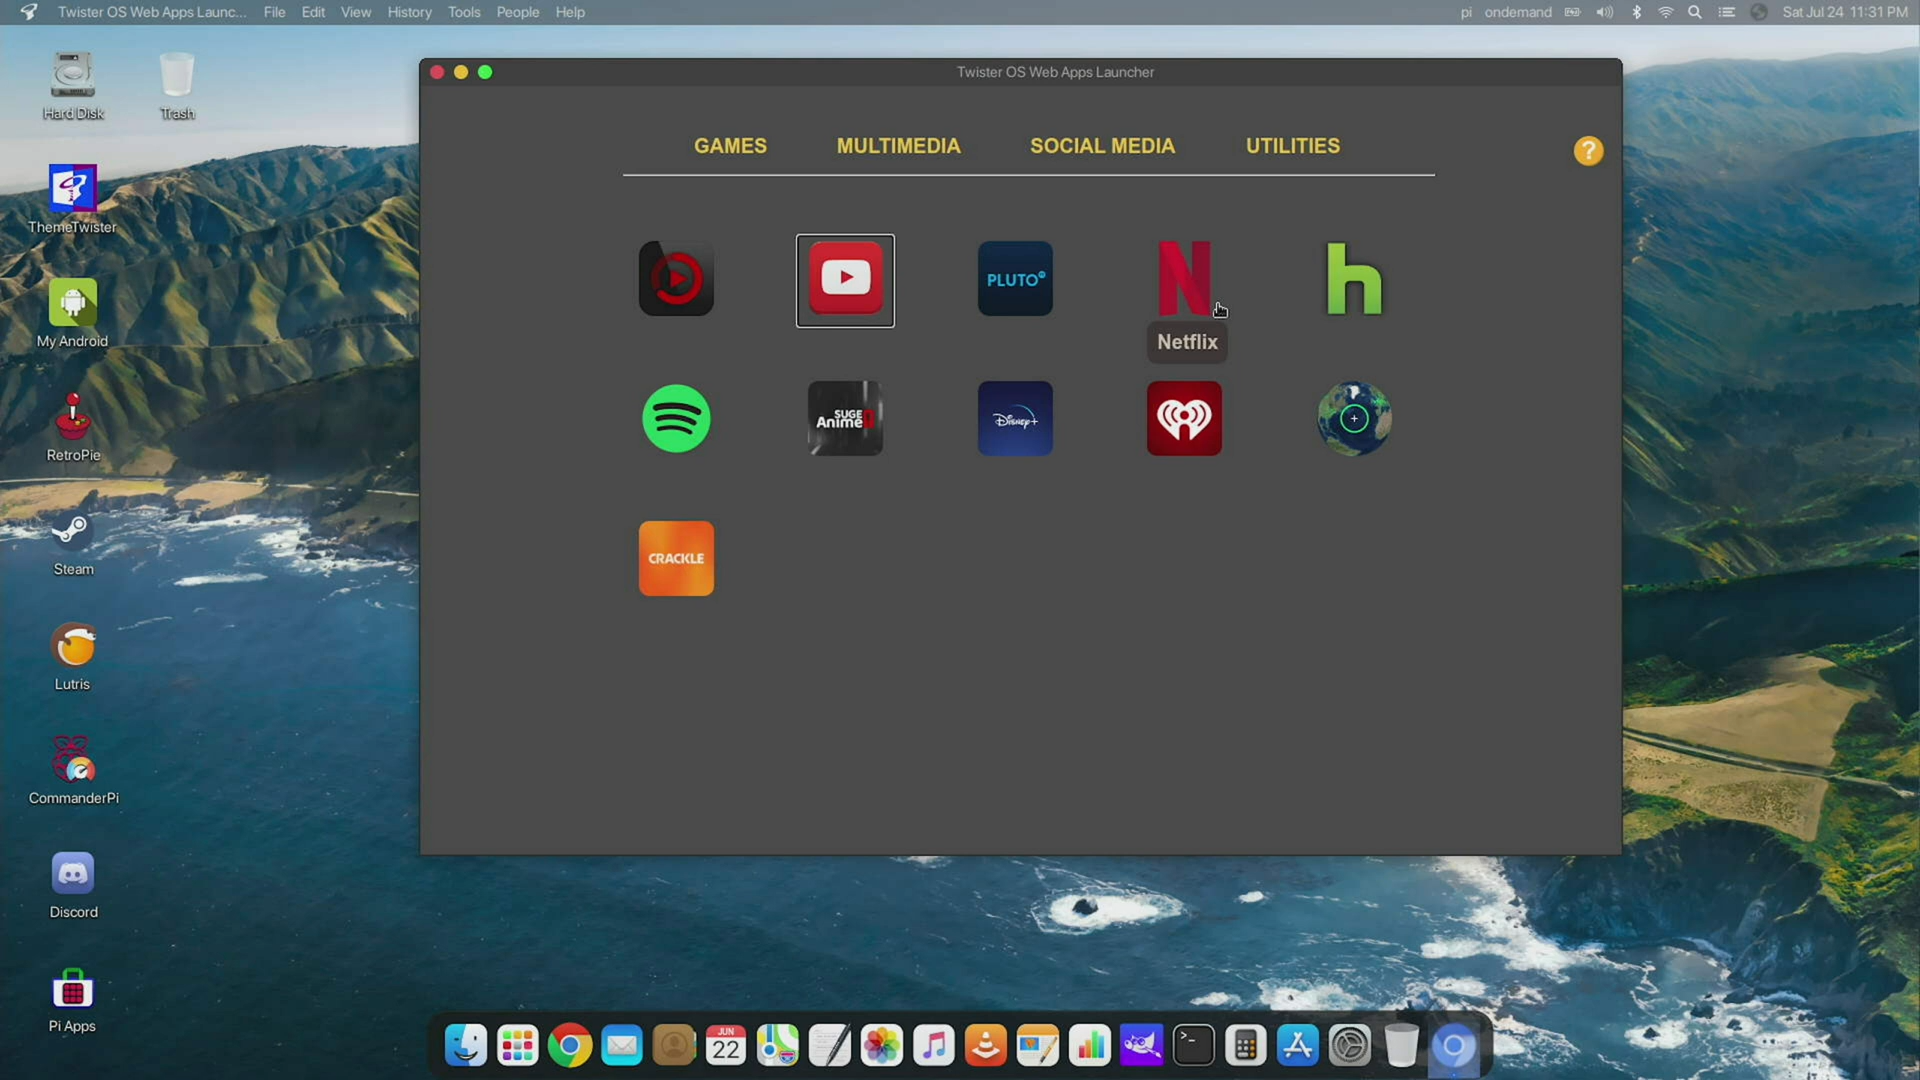 Twister OS Web Apps Launc... File Edit View History Tools People Help
pi ondemand Sat Jul 24 11:31 PM
Hard Disk
Trash
Twister OS Web Apps Launcher
GAMES MULTIMEDIA SOCIAL MEDIA UTILITIES
?
ThemeTwister
PLUTO
N
h
Netflix
My Android
SUGE
Anime
Disney+
RetroPie
CRACKLE
Steam
Lutris
CommanderPi
Discord
Pi Apps
JUN
22
>_